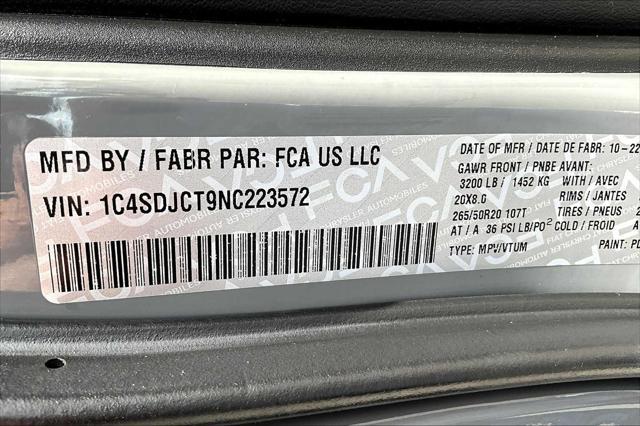 MFD BY / FABR PAR: FCA US LLC
VIN: 1C4SDJCT9NC223572
DATE OF MFR / DATE DE FABR: 10-22
GAWR FRONT / PNBE AVANT:
3200 LB / 1452 KG WITH / AVEC
20X8.0 RIMS / JANTES
265/50R20 107T TIRES / PNEUS
AT / A 36 PSI LB/PO² COLD / FROID A
TYPE: MPV/VTUM PAINT: P